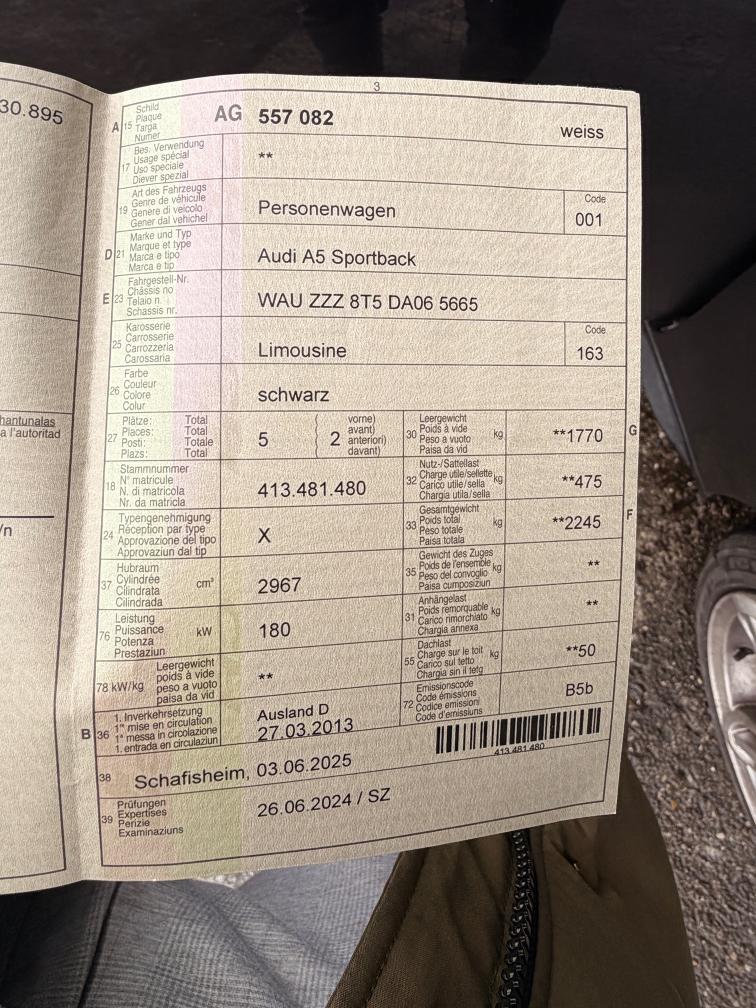 30.895
hantunalas
a l'autoritad
/n
3
A 15 Schild
Plaque
Targa
Numer
AG 557 082
weiss
17 Bes. Verwendung
Usage spécial
Uso speciale
Diever spezial
**
19 Art des Fahrzeugs
Genre de véhicule
Genere di veicolo
Gener dal vehichel
Personenwagen
Code
001
D 21 Marke und Typ
Marque et type
Marca e tipo
Marca e tip
Audi A5 Sportback
E 23 Fahrgestell-Nr.
Châssis no
Telaio n.
Schassis nr.
WAU ZZZ 8T5 DA06 5665
25 Karosserie
Carrosserie
Carrozzeria
Carossaria
Limousine
Code
163
26 Farbe
Couleur
Colore
Colur
schwarz
27 Plätze: Total
Places: Total
Posti: Totale
Plazs: Total
5
2
vorne)
avant)
anteriori)
davant)
30 Leergewicht
Poids à vide
Peso a vuoto
Paisa da vid
kg
**1770
G
18 Stammnummer
N° matricule
N. di matricola
Nr. da matricla
413.481.480
32 Nutz-/Sattellast
Charge utile/sellette
Carico utile/sella
Chargia utila/sella
kg
**475
24 Typengenehmigung
Réception par type
Approvazione del tipo
Approvaziun dal tip
X
33 Gesamtgewicht
Poids total
Peso totale
Paisa totala
kg
**2245
F
37 Hubraum
Cylindrée
Cilindrata
Cilindrada
cm³
2967
35 Gewicht des Zuges
Poids de l'ensemble
Peso del convoglio
Paisa cumposiziun
kg
**
76 Leistung
Puissance
Potenza
Prestaziun
kW
180
31 Anhängelast
Poids remorquable
Carico rimorchiato
Chargia annexa
kg
**
78 kW/kg
Leergewicht
poids à vide
peso a vuoto
paisa da vid
**
55 Dachlast
Charge sur le toit
Carico sul tetto
Chargia sin il tetg
kg
**50
B 36 1. Inverkehrsetzung
1re mise en circulation
1a messa in circolazione
1. entrada en circulaziun
Ausland D
27.03.2013
72 Emissionscode
Code émissions
Codice emissioni
Code d'emissiuns
B5b
413.481.480
38 Schafisheim, 03.06.2025
39 Prüfungen
Expertises
Perizie
Examinaziuns
26.06.2024 / SZ